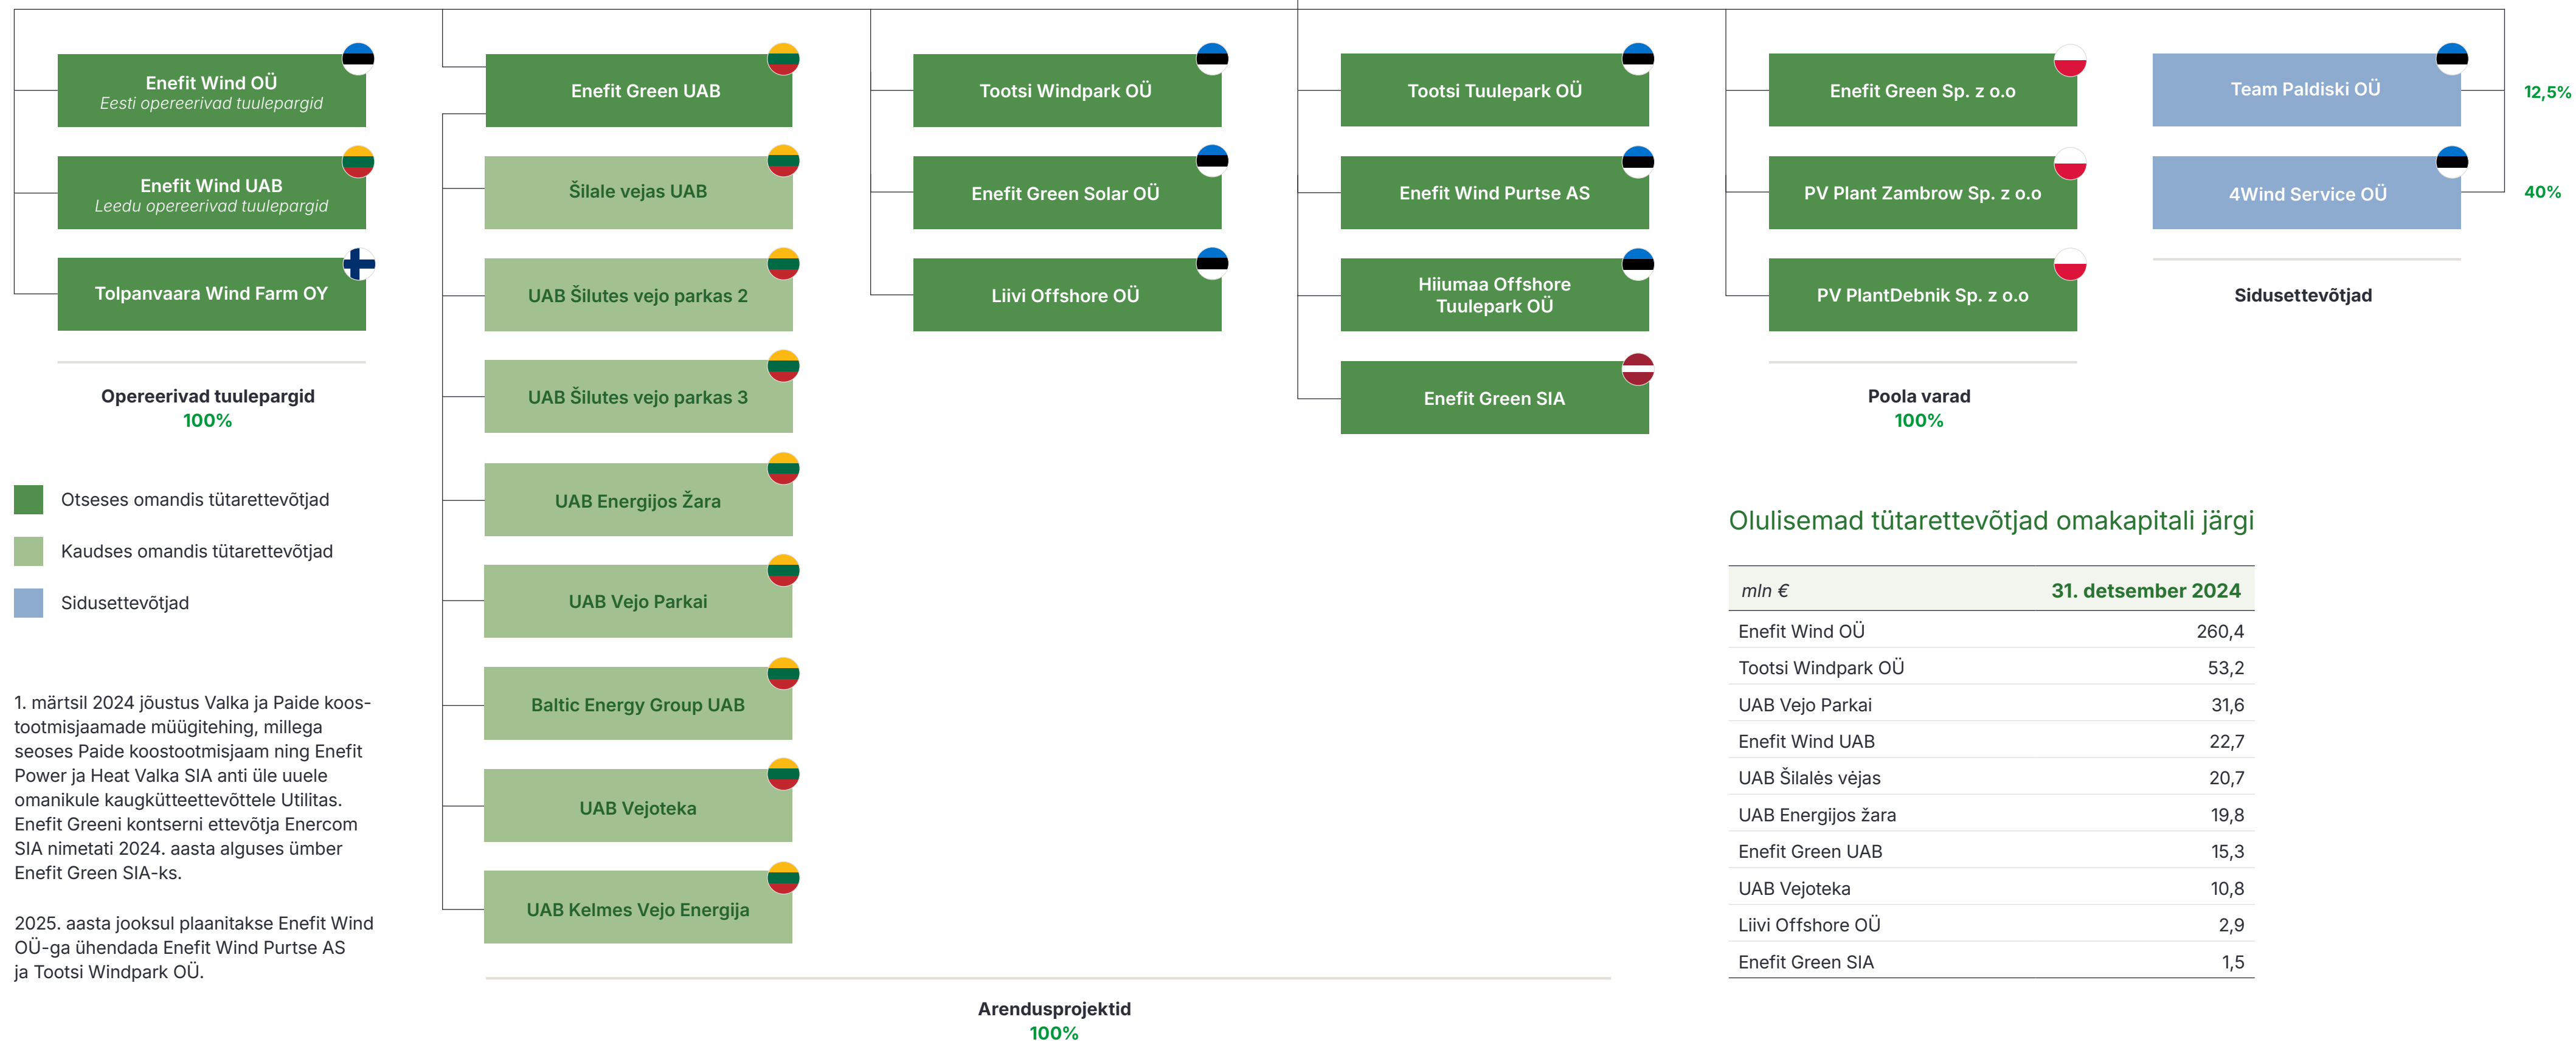 Enefit Wind OÜ
Eesti opereerivad tuulepargid
Enefit Wind UAB
Leedu opereerivad tuulepargid
Tolpanvaara Wind Farm OY
Opereerivad tuulepargid
100%
Enefit Green UAB
Šilale vejas UAB
UAB Šilutes vejo parkas 2
UAB Šilutes vejo parkas 3
UAB Energijos Žara
UAB Vejo Parkai
Baltic Energy Group UAB
UAB Vejoteka
UAB Kelmes Vejo Energija
Tootsi Windpark OÜ
Enefit Green Solar OÜ
Liivi Offshore OÜ
Tootsi Tuulepark OÜ
Enefit Wind Purtse AS
Hiiumaa Offshore
Tuulepark OÜ
Enefit Green SIA
Arendusprojektid
100%
Enefit Green Sp. z o.o
PV Plant Zambrow Sp. z o.o
PV PlantDebnik Sp. z o.o
Poola varad
100%
Team Paldiski OÜ
12,5%
4Wind Service OÜ
40%
Sidusettevõtjad
Otseses omandis tütarettevõtjad
Kaudses omandis tütarettevõtjad
Sidusettevõtjad
1. märtsil 2024 jõustus Valka ja Paide koos-
tootmisjaamade müügitehing, millega
seoses Paide koostootmisjaam ning Enefit
Power ja Heat Valka SIA anti üle uuele
omanikule kaugkütteettevõttele Utilitas.
Enefit Greeni kontserni ettevõtja Enercom
SIA nimetati 2024. aasta alguses ümber
Enefit Green SIA-ks.
2025. aasta jooksul plaanitakse Enefit Wind
OÜ-ga ühendada Enefit Wind Purtse AS
ja Tootsi Windpark OÜ.
Olulisemad tütarettevõtjad omakapitali järgi
mln € 31. detsember 2024
Enefit Wind OÜ 260,4
Tootsi Windpark OÜ 53,2
UAB Vejo Parkai 31,6
Enefit Wind UAB 22,7
UAB Šilalės vėjas 20,7
UAB Energijos žara 19,8
Enefit Green UAB 15,3
UAB Vejoteka 10,8
Liivi Offshore OÜ 2,9
Enefit Green SIA 1,5